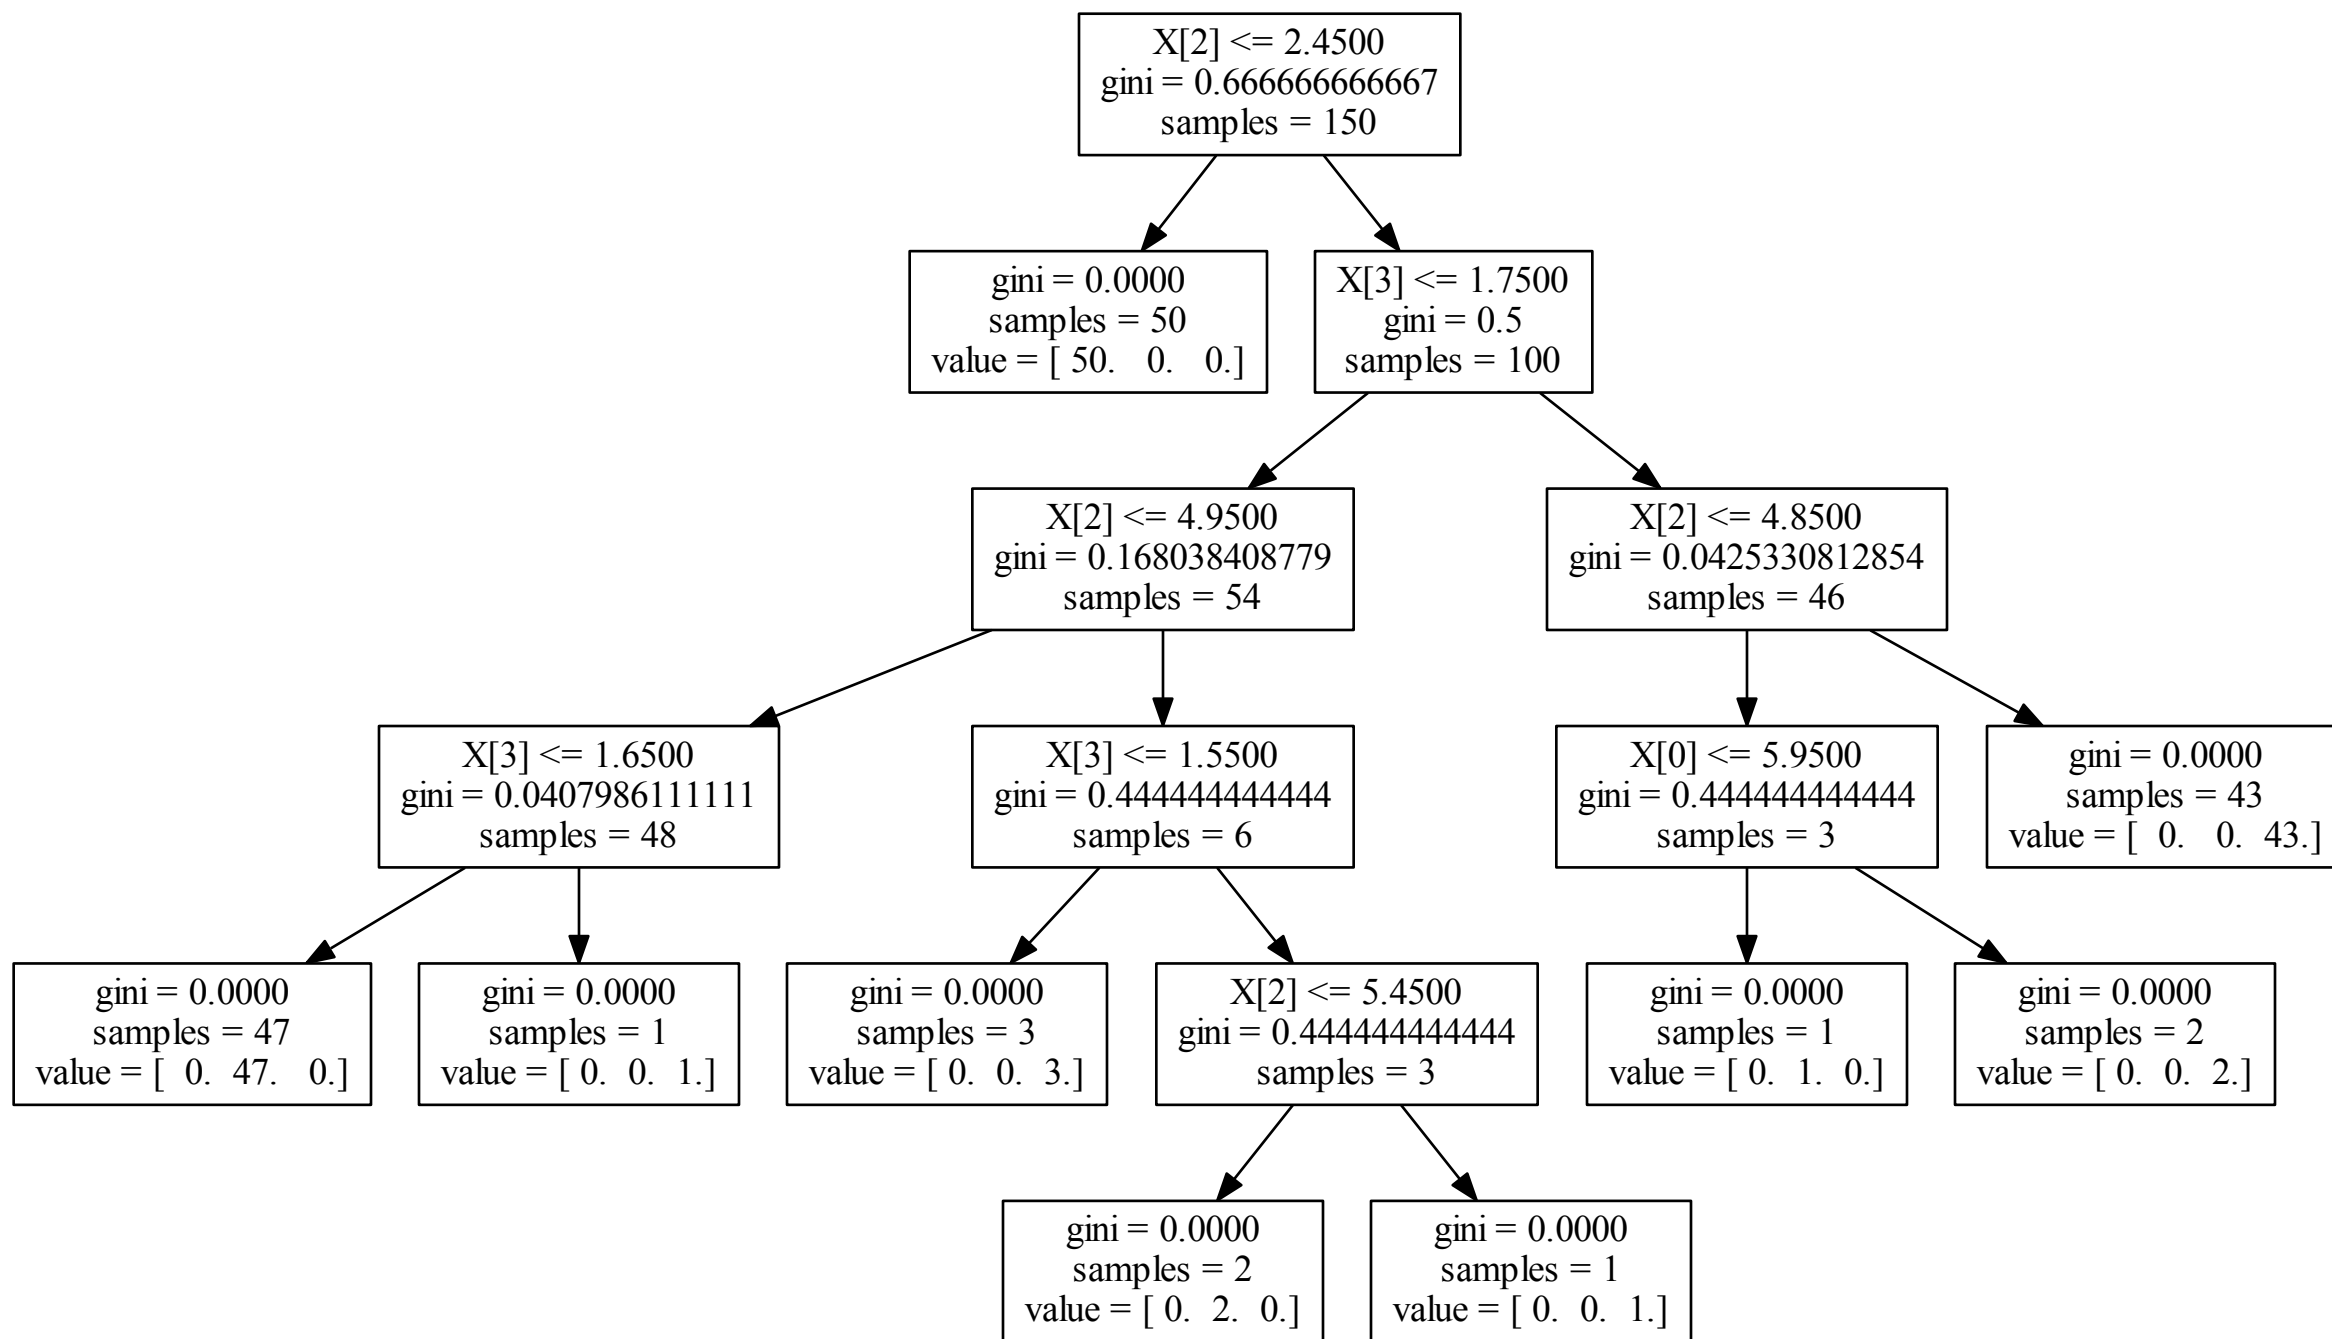 X[2] <= 2.4500
gini = 0.666666666667
samples = 150
gini = 0.0000
samples = 50
value = [ 50. 0. 0.]
X[3] <= 1.7500
gini = 0.5
samples = 100
X[2] <= 4.9500
gini = 0.168038408779
samples = 54
X[2] <= 4.8500
gini = 0.0425330812854
samples = 46
X[3] <= 1.6500
gini = 0.0407986111111
samples = 48
X[3] <= 1.5500
gini = 0.444444444444
samples = 6
X[0] <= 5.9500
gini = 0.444444444444
samples = 3
gini = 0.0000
samples = 43
value = [ 0. 0. 43.]
gini = 0.0000
samples = 47
value = [ 0. 47. 0.]
gini = 0.0000
samples = 1
value = [ 0. 0. 1.]
gini = 0.0000
samples = 3
value = [ 0. 0. 3.]
X[2] <= 5.4500
gini = 0.444444444444
samples = 3
gini = 0.0000
samples = 1
value = [ 0. 1. 0.]
gini = 0.0000
samples = 2
value = [ 0. 0. 2.]
gini = 0.0000
samples = 2
value = [ 0. 2. 0.]
gini = 0.0000
samples = 1
value = [ 0. 0. 1.]